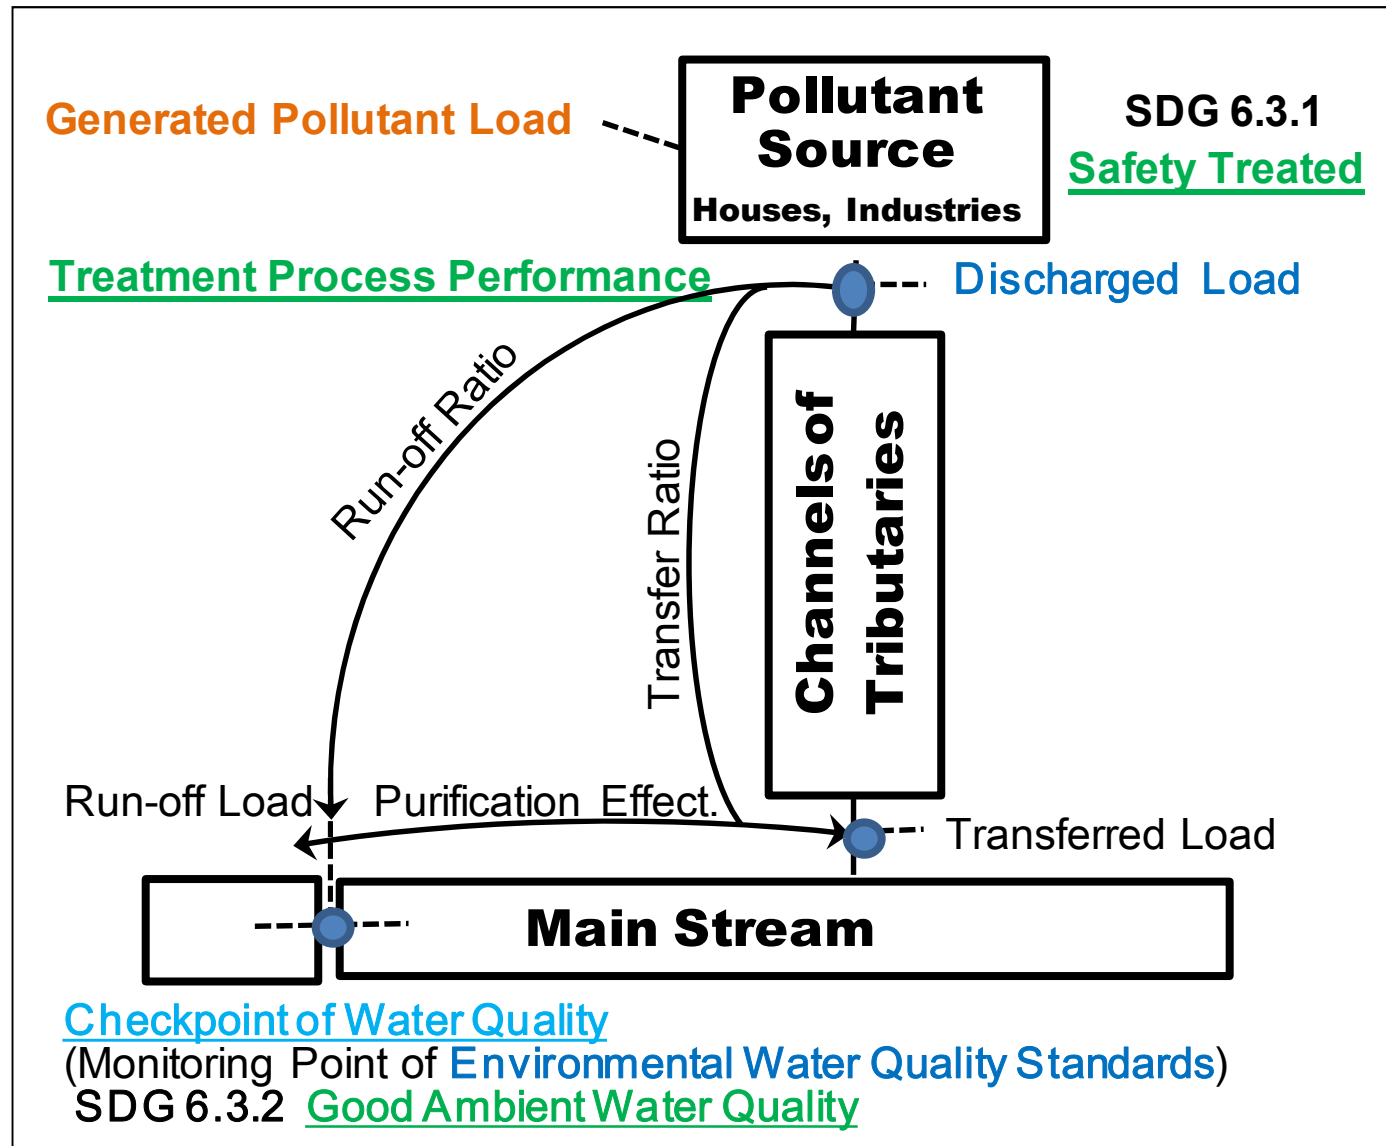 Pollutant
Source
Houses, Industries
Generated Pollutant Load
SDG 6.3.1
Safety Treated
Treatment Process Performance
Discharged Load
Run-off Ratio
Transfer Ratio
Channels of
Tributaries
Run-off Load
Purification Effect.
Transferred Load
Main Stream
Checkpoint of Water Quality
(Monitoring Point of Environmental Water Quality Standards)
SDG 6.3.2 Good Ambient Water Quality